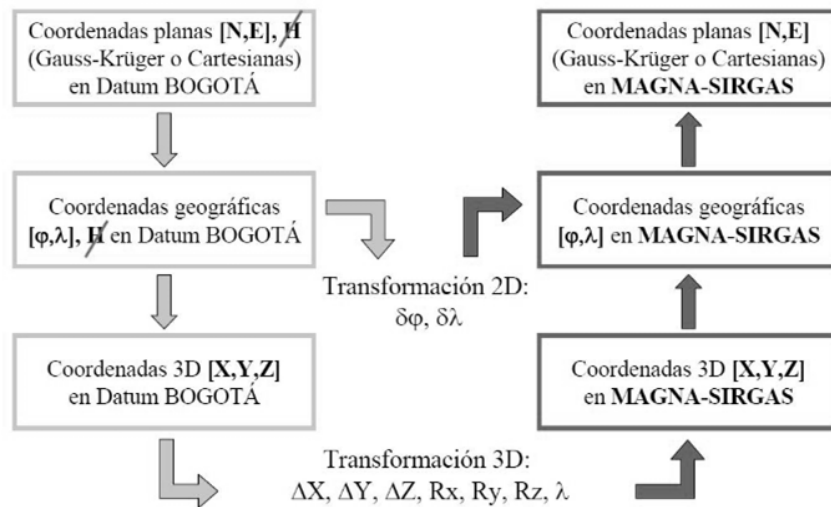 Coordenadas planas [N,E], H
(Gauss-Krüger o Cartesianas)
en Datum BOGOTÁ
Coordenadas geográficas
[φ,λ], H en Datum BOGOTÁ
Coordenadas 3D [X,Y,Z]
en Datum BOGOTÁ
Transformación 2D:
δφ, δλ
Transformación 3D:
ΔX, ΔY, ΔZ, Rx, Ry, Rz, λ
Coordenadas planas [N,E]
(Gauss-Krüger o Cartesianas)
en MAGNA-SIRGAS
Coordenadas geográficas
[φ,λ] en MAGNA-SIRGAS
Coordenadas 3D [X,Y,Z]
en MAGNA-SIRGAS